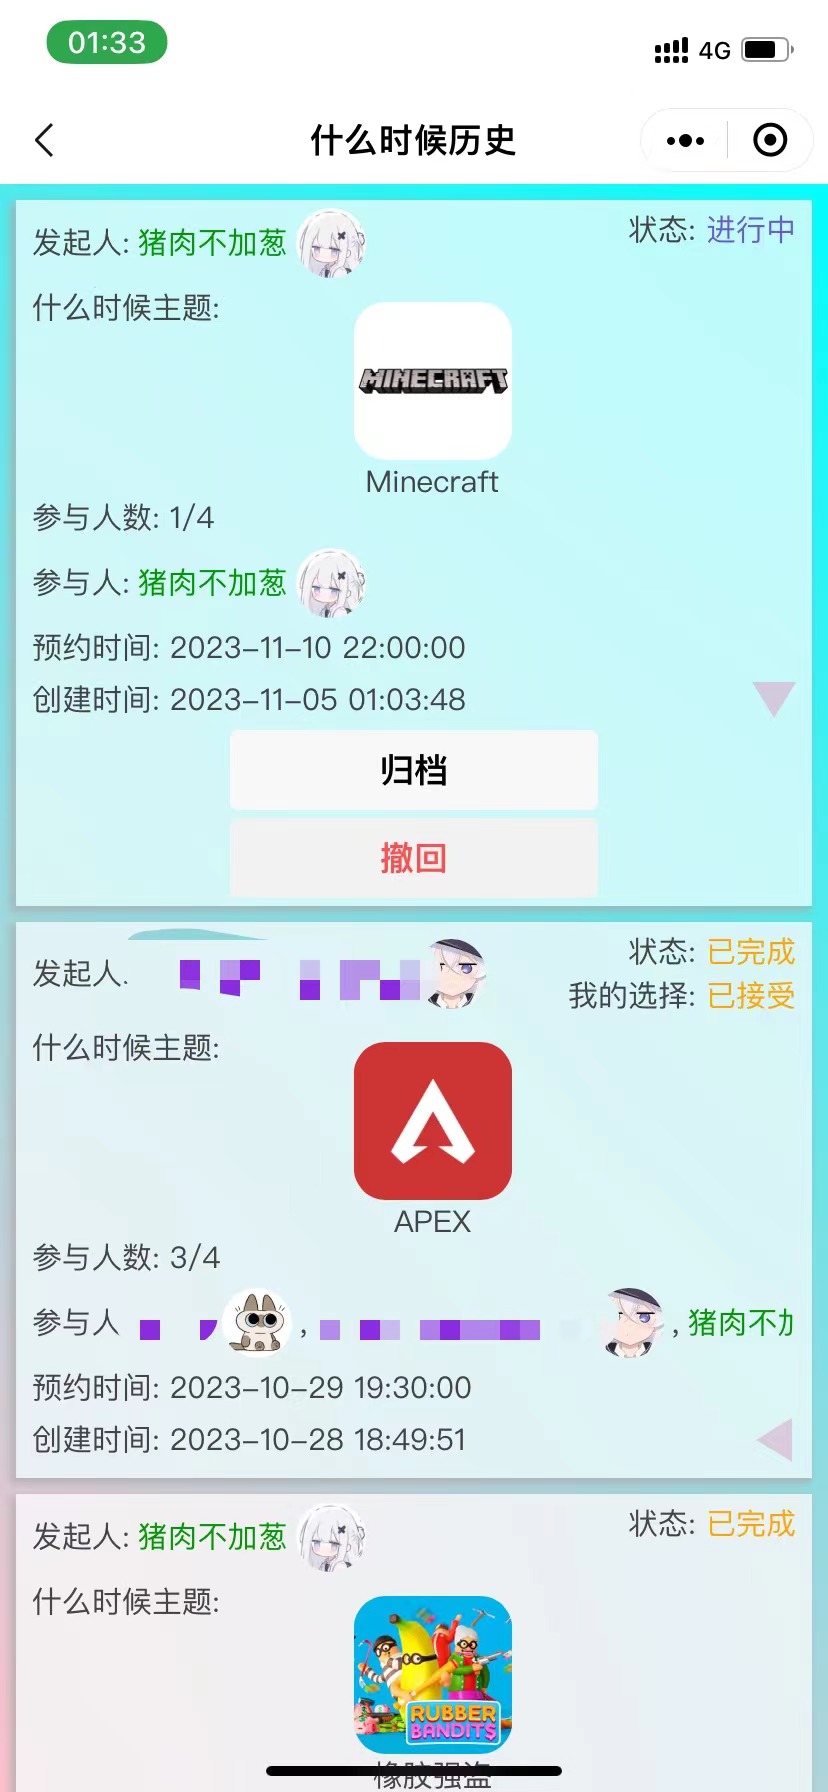 01:33
4G
什么时候历史
发起人: 猪肉不加葱
状态: 进行中
什么时候主题:
MINECRAFT
Minecraft
参与人数: 1/4
参与人: 猪肉不加葱
预约时间: 2023-11-10 22:00:00
创建时间: 2023-11-05 01:03:48
归档
撤回
发起人.
状态: 已完成
我的选择: 已接受
什么时候主题:
APEX
参与人数: 3/4
参与人 , , 猪肉不加
预约时间: 2023-10-29 19:30:00
创建时间: 2023-10-28 18:49:51
发起人: 猪肉不加葱
状态: 已完成
什么时候主题:
RUBBER
BANDITS
橡胶强盗